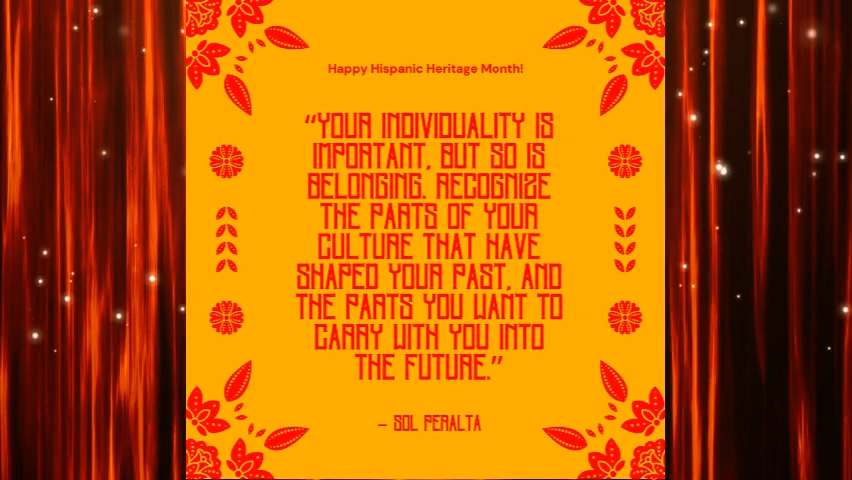 Happy Hispanic Heritage Month!
“YOUR INDIVIDUALITY IS
IMPORTANT, BUT SO IS
BELONGING. RECOGNIZE
THE PARTS OF YOUR
CULTURE THAT HAVE
SHAPED YOUR PAST, AND
THE PARTS YOU WANT TO
CARRY WITH YOU INTO
THE FUTURE.”
– SOL PERALTA